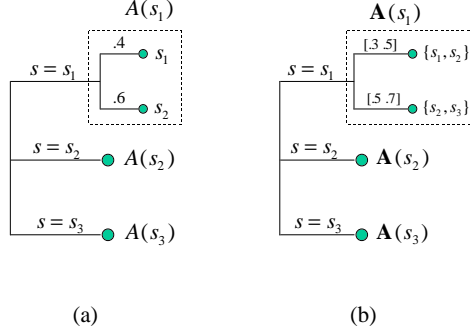 A(s₁)
.4
s₁
s = s₁
.6
s₂
s = s₂
A(s₂)
s = s₃
A(s₃)
(a)
A(s₁)
[.3 .5]
{s₁, s₂}
s = s₁
[.5 .7]
{s₂, s₃}
s = s₂
A(s₂)
s = s₃
A(s₃)
(b)